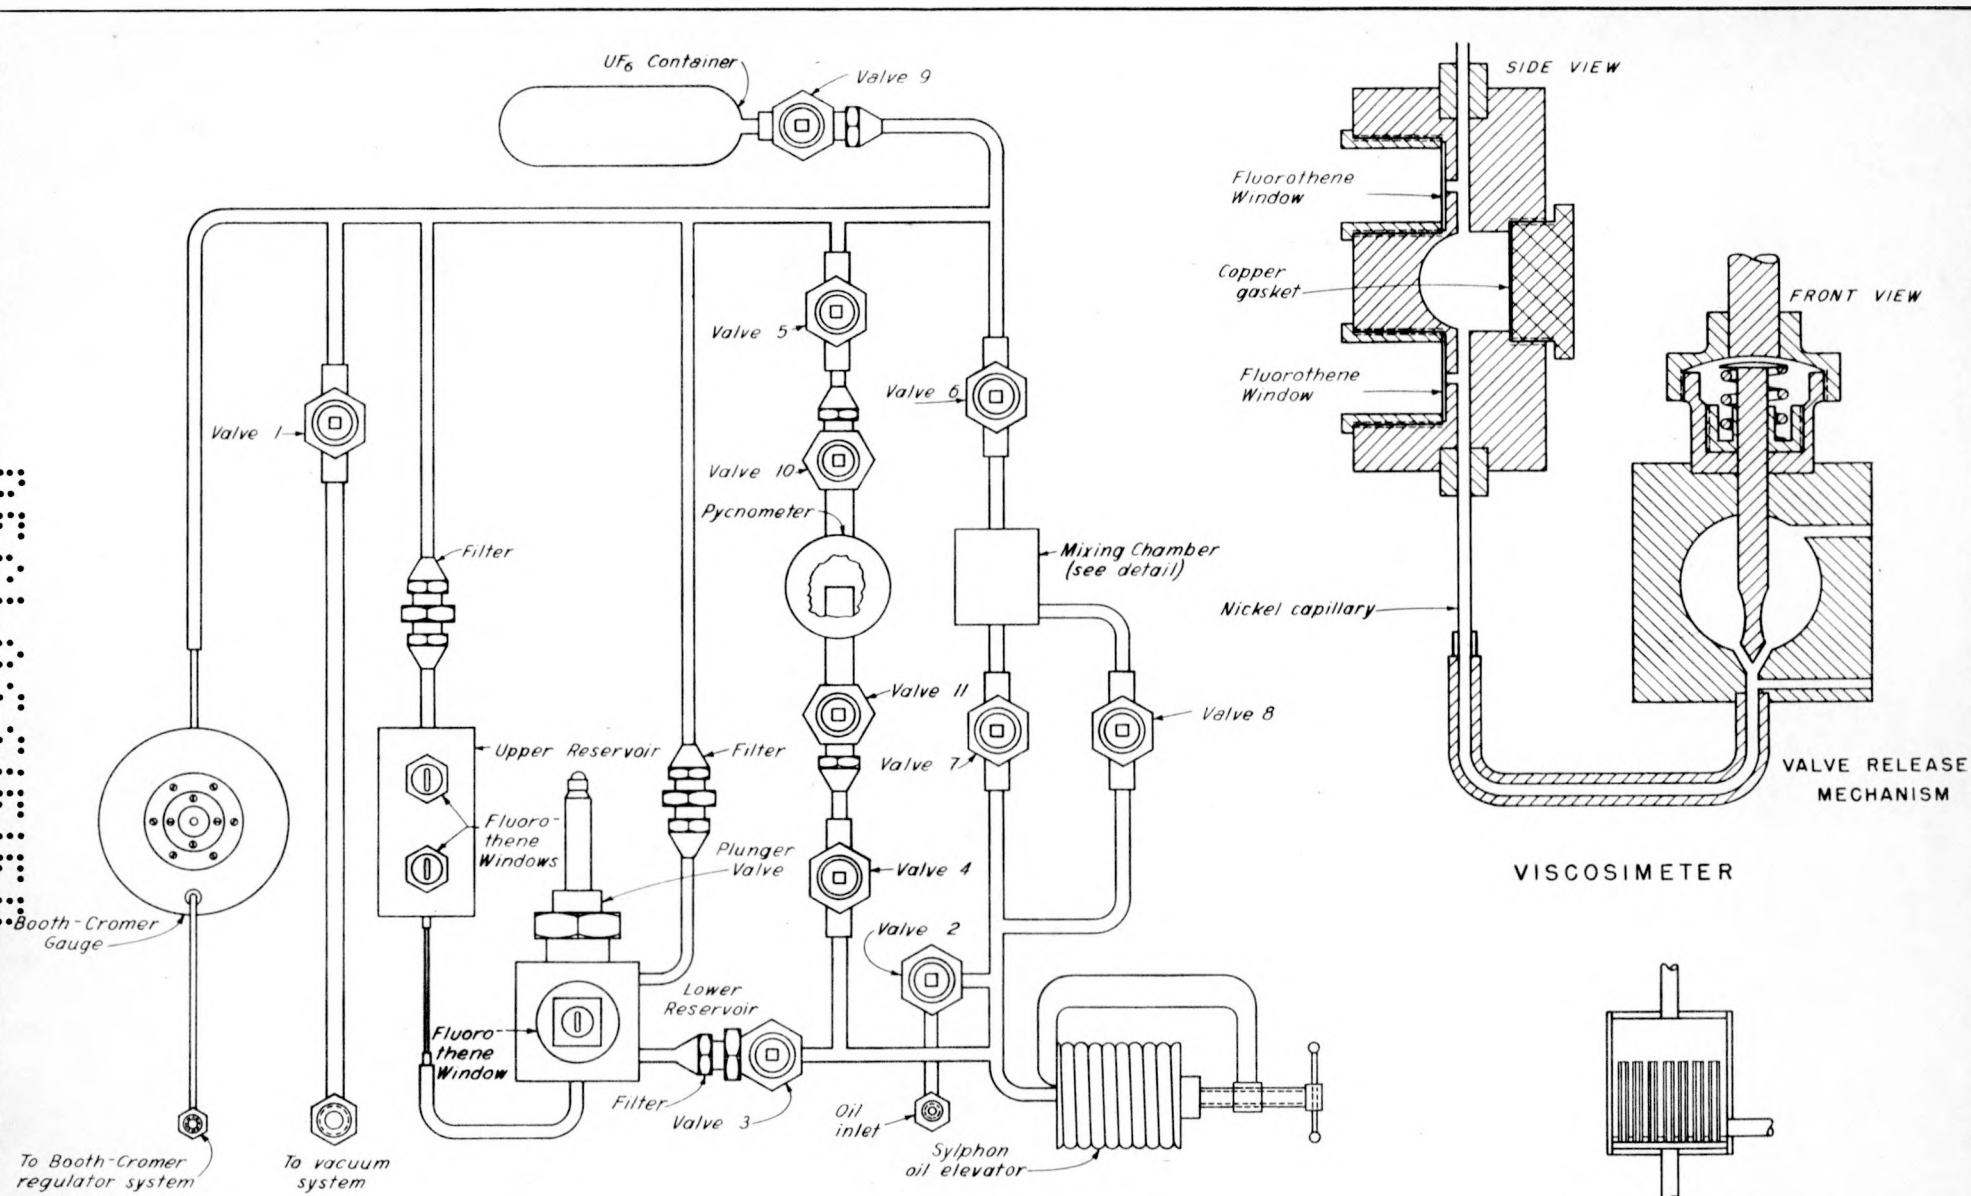 UF6 Container
Valve 9
SIDE VIEW
Fluorothene
Window
Copper
gasket
FRONT VIEW
Valve 5
Fluorothene
Window
Valve 6
Valve 1
Valve 10
Pycnometer
Filter
Mixing Chamber
(see detail)
Nickel capillary
Valve 11
Valve 8
Upper Reservoir
Filter
Valve 7
VALVE RELEASE
MECHANISM
Fluoro-
thene
Windows
Plunger
Valve
Valve 4
VISCOSIMETER
Booth-Cromer
Gauge
Valve 2
Lower
Reservoir
Fluoro
thene
Window
Filter
Valve 3
Oil
inlet
Sylphon
oil elevator
To Booth-Cromer
regulator system
To vacuum
system